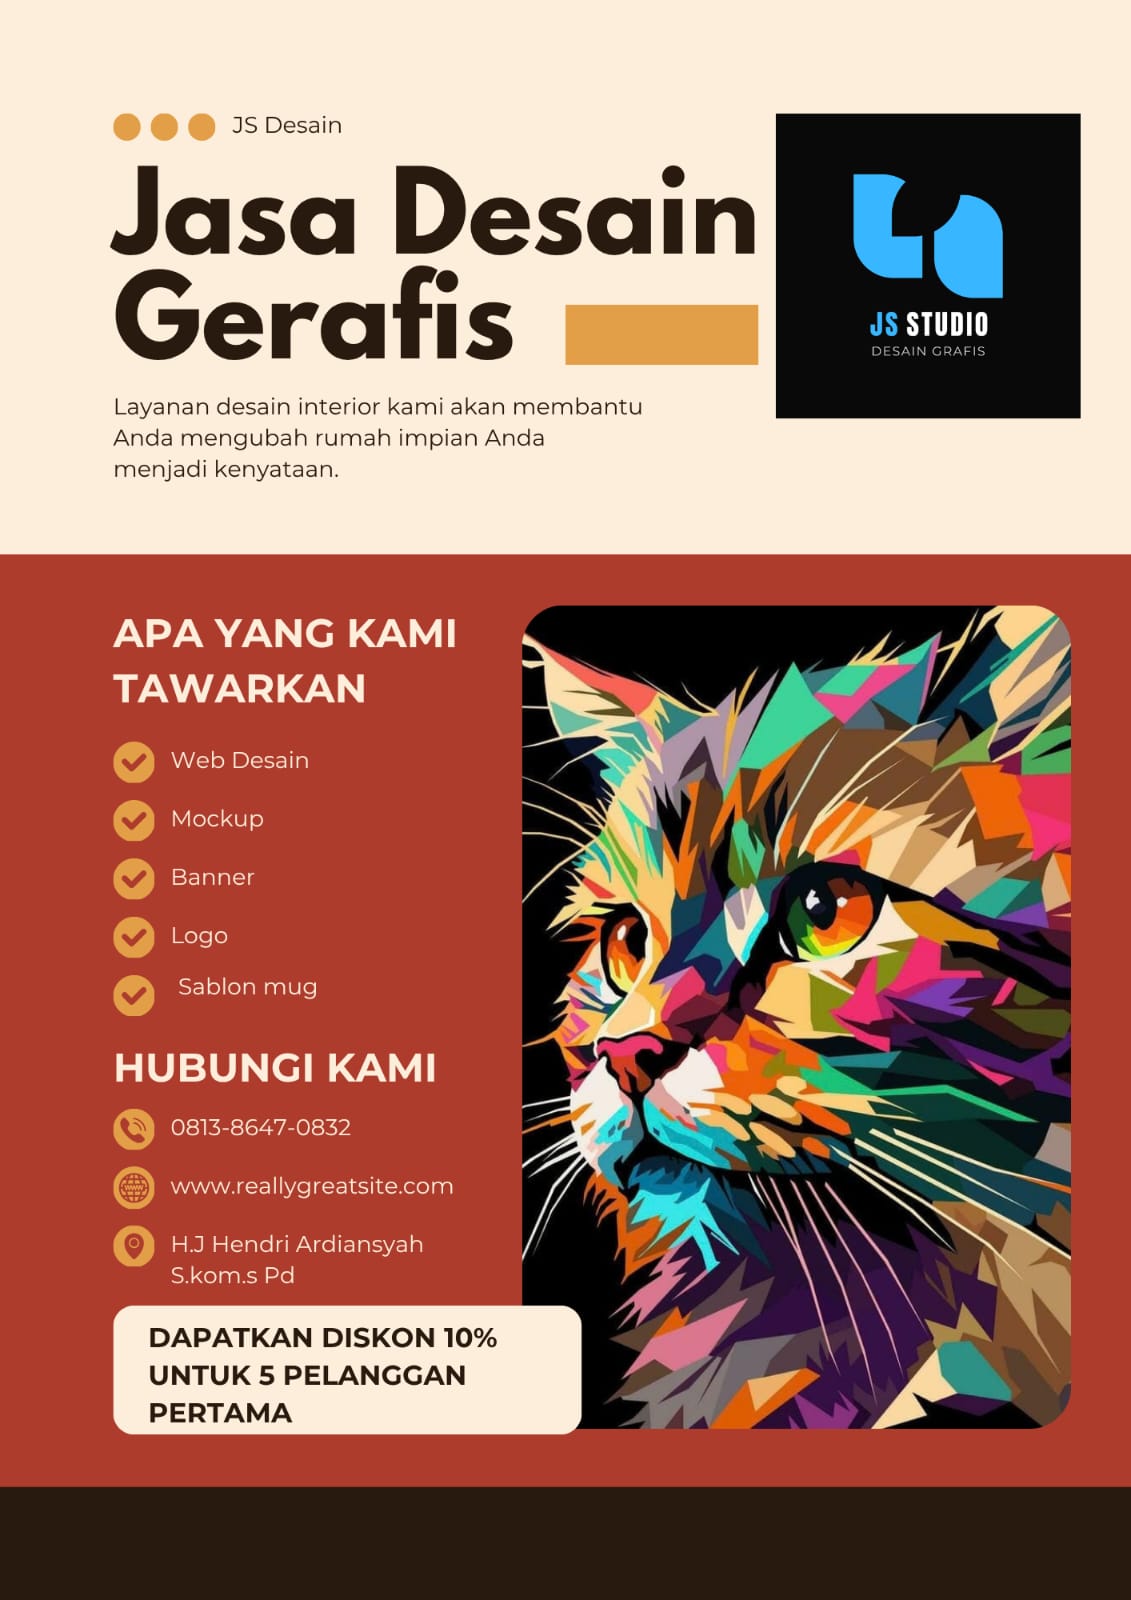 JS Desain
Jasa Desain
Gerafis
JS STUDIO
DESAIN GRAFIS
Layanan desain interior kami akan membantu
Anda mengubah rumah impian Anda
menjadi kenyataan.
APA YANG KAMI
TAWARKAN
Web Desain
Mockup
Banner
Logo
Sablon mug
HUBUNGI KAMI
0813-8647-0832
www
www.reallygreatsite.com
H.J Hendri Ardiansyah
S.kom.s Pd
DAPATKAN DISKON 10%
UNTUK 5 PELANGGAN
PERTAMA